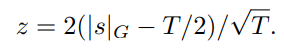 z = 2(|s|_G − T/2)/√T.